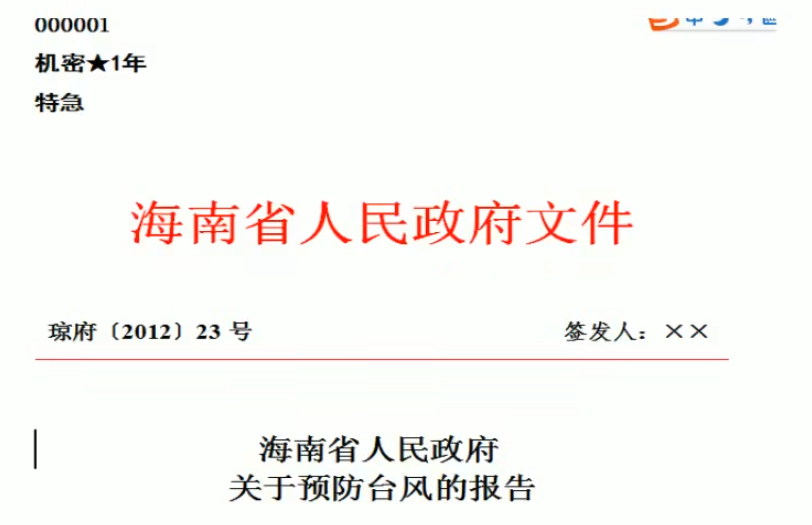 000001
机密★1年
特急
海南省人民政府文件
琼府〔2012〕23 号 签发人：××
海南省人民政府
关于预防台风的报告